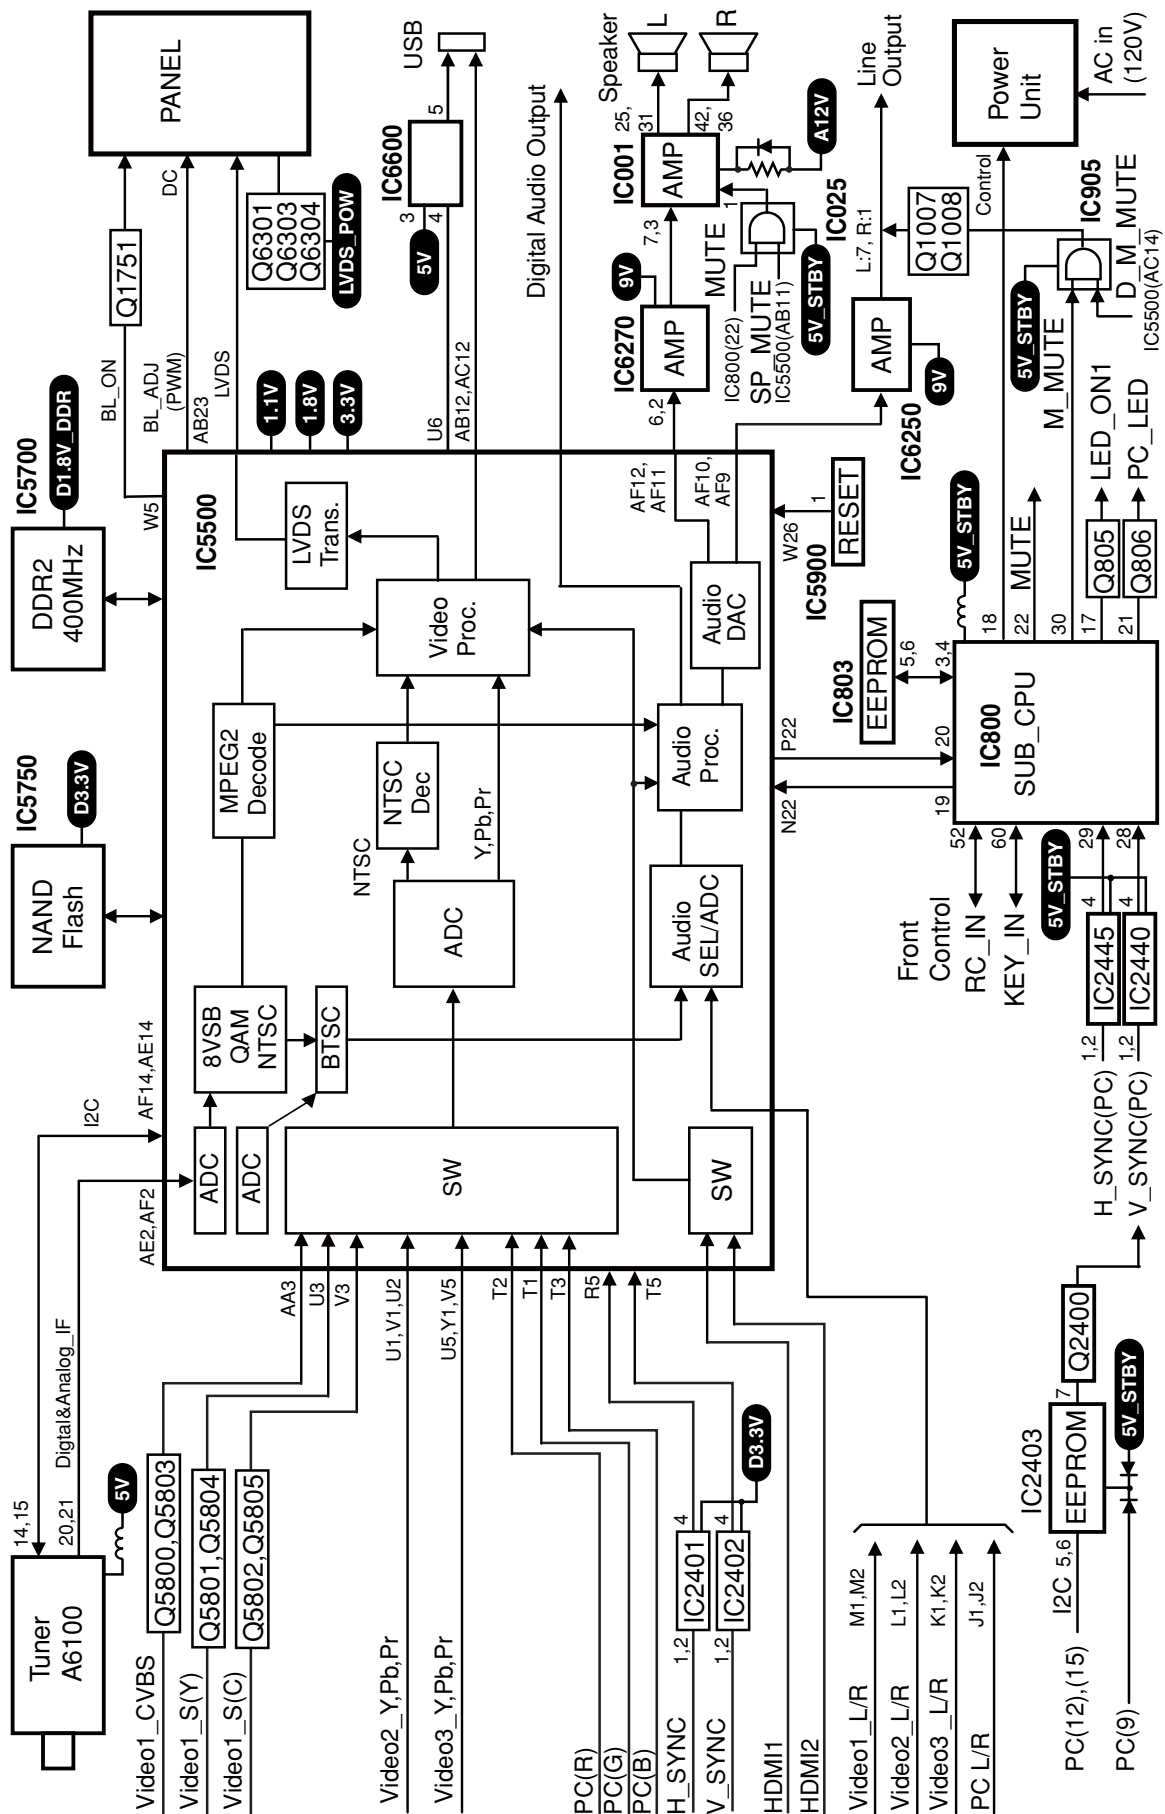 Tuner
A6100
14,15
20,21
I2C
Digtal&Analog_IF
5V
AE2,AF2
AF14,AE14
IC5750
NAND
Flash
D3.3V
IC5700
DDR2
400MHz
D1.8V_DDR
W5
BL_ON
Q1751
BL_ADJ
(PWM)
AB23
DC
LVDS
PANEL
Q6301
Q6303
Q6304
LVDS_POW
1.1V
1.8V
3.3V
Video1_CVBS
Q5800,Q5803
AA3
Video1_S(Y)
Q5801,Q5804
U3
Video1_S(C)
Q5802,Q5805
V3
Video2_Y,Pb,Pr
U1,V1,U2
Video3_Y,Pb,Pr
U5,Y1,V5
PC(R)
T2
PC(G)
T1
PC(B)
T3
H_SYNC
1,2
IC2401
4
R5
V_SYNC
1,2
IC2402
4
T5
D3.3V
HDMI1
HDMI2
Video1_L/R
M1,M2
Video2_L/R
L1,L2
Video3_L/R
K1,K2
PC L/R
J1,J2
IC5500
ADC
ADC
8VSB
QAM
NTSC
BTSC
MPEG2
Decode
SW
ADC
NTSC
NTSC
Dec
Y,Pb,Pr
Video
Proc.
LVDS
Trans.
SW
Audio
SEL/ADC
Audio
Proc.
Audio
DAC
U6
AB12,AC12
5V
3
4
IC6600
5
USB
Digital Audio Output
AF12,
AF11
AF10,
AF9
6,2
IC6270
AMP
9V
7,3
IC001
AMP
25,
31
42,
36
1
Speaker
L
R
A12V
MUTE
IC800(22)
SP_MUTE
IC5500(AB11)
5V_STBY
IC025
IC6250
AMP
9V
L:7, R:1
Line
Output
Q1007
Q1008
IC5900
W26
1
RESET
N22
P22
19
20
IC803
EEPROM
5,6
3,4
IC800
SUB_CPU
5V_STBY
18
Control
Power
Unit
AC in
(120V)
22
MUTE
30
M_MUTE
5V_STBY
IC905
D_M_MUTE
IC5500(AC14)
17
Q805
LED_ON1
21
Q806
PC_LED
Front
Control
RC_IN
52
KEY_IN
60
5V_STBY
H_SYNC(PC)
1,2
IC2445
4
29
V_SYNC(PC)
1,2
IC2440
4
28
PC(12),(15)
I2C
5,6
IC2403
EEPROM
7
Q2400
PC(9)
5V_STBY